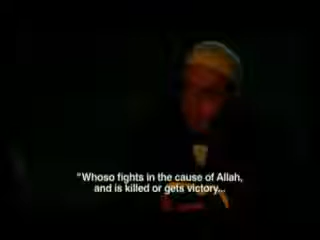 "Whoso fights in the cause of Allah,
and is killed or gets victory...